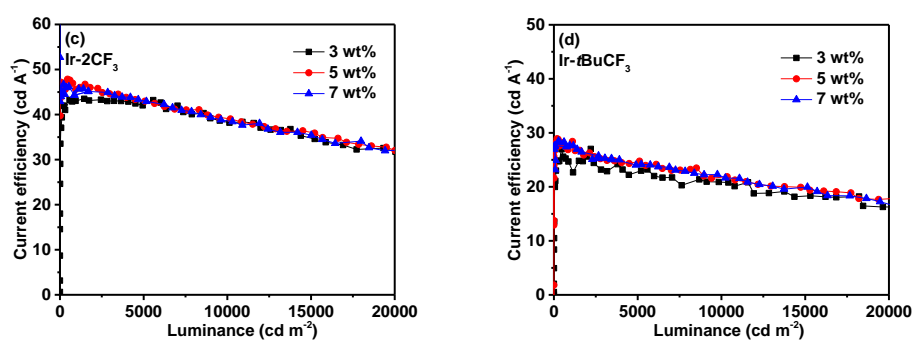 (c)
Ir-2CF₃
3 wt%
5 wt%
7 wt%
60
50
40
30
20
10
0
Current efficiency (cd A⁻¹)
0 5000 10000 15000 20000
Luminance (cd m⁻²)
(d)
Ir-tBuCF₃
3 wt%
5 wt%
7 wt%
50
40
30
20
10
0
Current efficiency (cd A⁻¹)
0 5000 10000 15000 20000
Luminance (cd m⁻²)